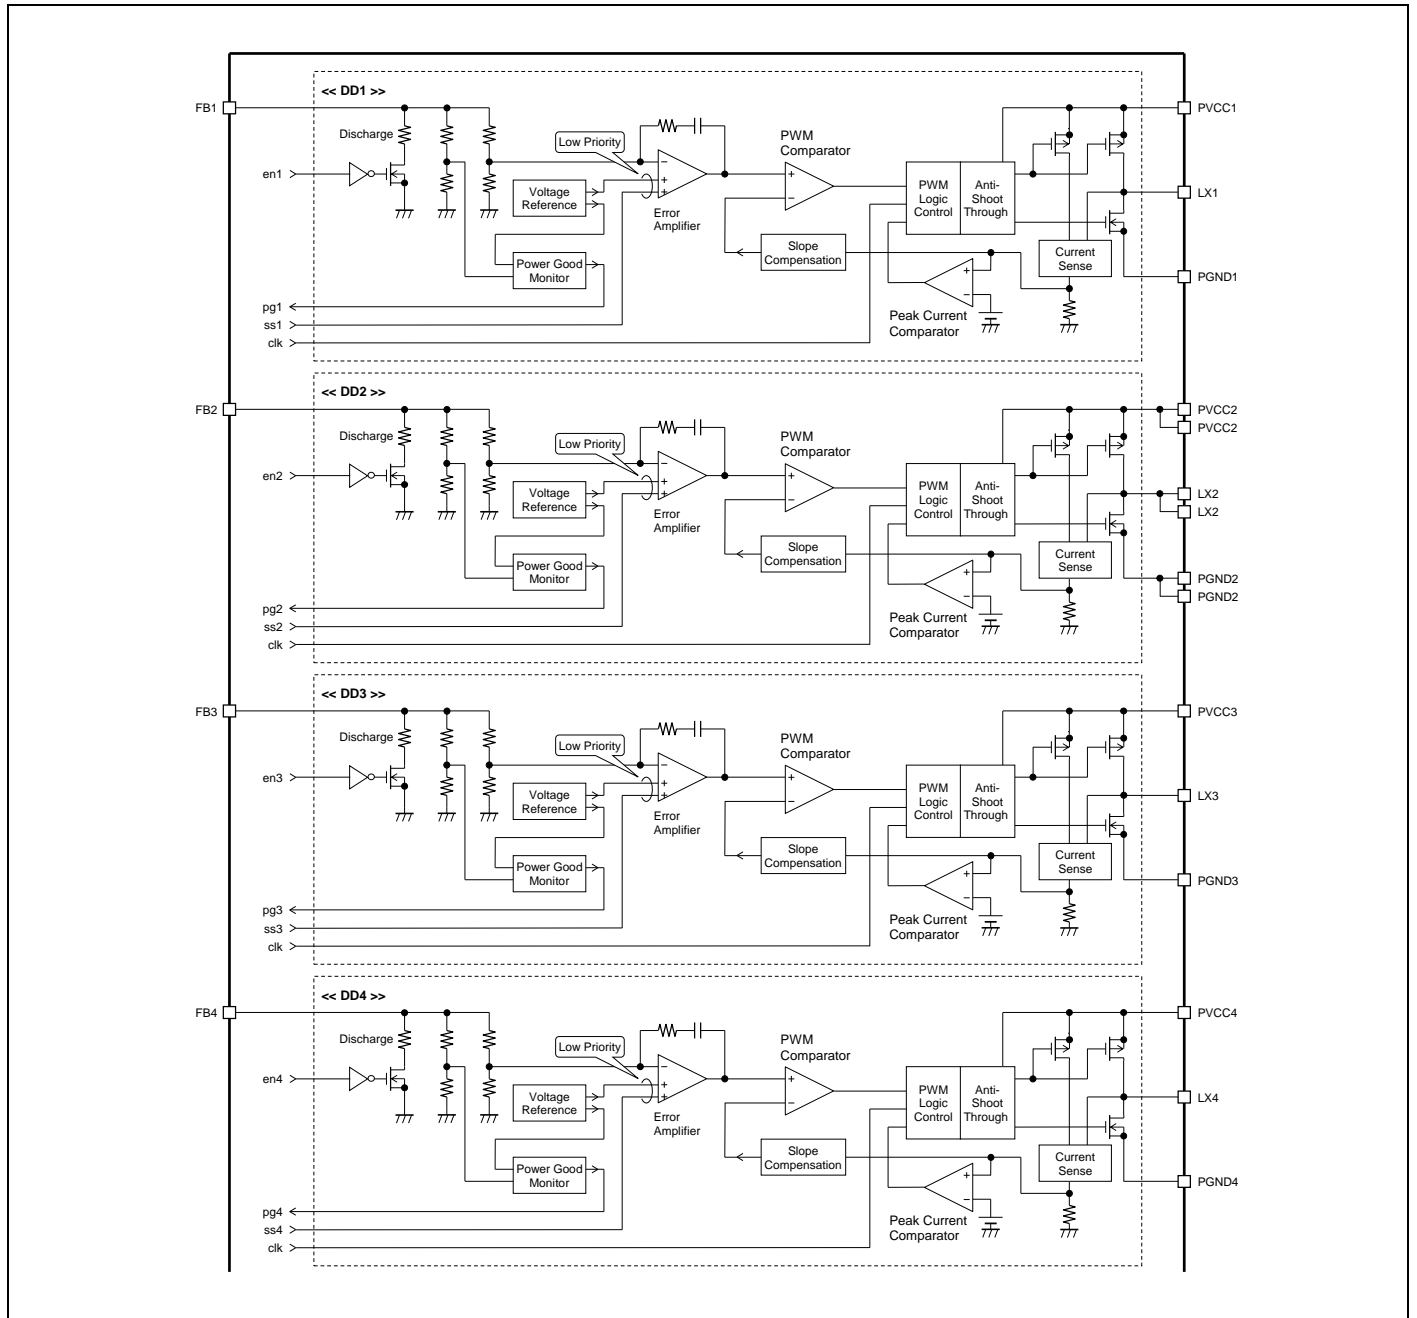 << DD1 >>
FB1
PVCC1
Discharge
Low Priority
PWM
Comparator
en1
Voltage
Reference
Error
Amplifier
PWM
Logic
Control
Anti-
Shoot
Through
LX1
Slope
Compensation
Current
Sense
Power Good
Monitor
PGND1
Peak Current
Comparator
pg1
ss1
clk
<< DD2 >>
FB2
PVCC2
PVCC2
Discharge
Low Priority
PWM
Comparator
en2
Voltage
Reference
Error
Amplifier
PWM
Logic
Control
Anti-
Shoot
Through
LX2
LX2
Slope
Compensation
Current
Sense
Power Good
Monitor
PGND2
PGND2
Peak Current
Comparator
pg2
ss2
clk
<< DD3 >>
FB3
PVCC3
Discharge
Low Priority
PWM
Comparator
en3
Voltage
Reference
Error
Amplifier
PWM
Logic
Control
Anti-
Shoot
Through
LX3
Slope
Compensation
Current
Sense
Power Good
Monitor
PGND3
Peak Current
Comparator
pg3
ss3
clk
<< DD4 >>
FB4
PVCC4
Discharge
Low Priority
PWM
Comparator
en4
Voltage
Reference
Error
Amplifier
PWM
Logic
Control
Anti-
Shoot
Through
LX4
Slope
Compensation
Current
Sense
Power Good
Monitor
PGND4
Peak Current
Comparator
pg4
ss4
clk